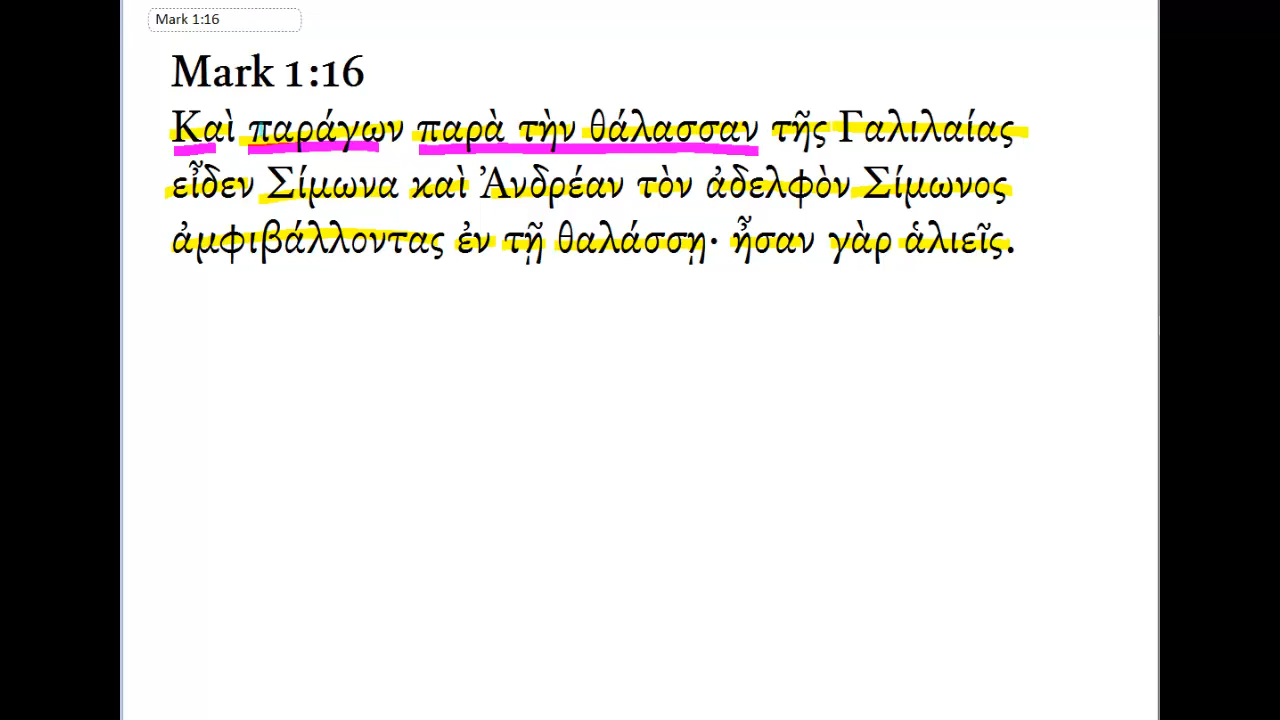 Mark 1:16
Mark 1:16
Καὶ παράγων παρὰ τὴν θάλασσαν τῆς Γαλιλαίας
εἶδεν Σίμωνα καὶ Ἀνδρέαν τὸν ἀδελφὸν Σίμωνος
ἀμφιβάλλοντας ἐν τῇ θαλάσσῃ· ἦσαν γὰρ ἁλιεῖς.